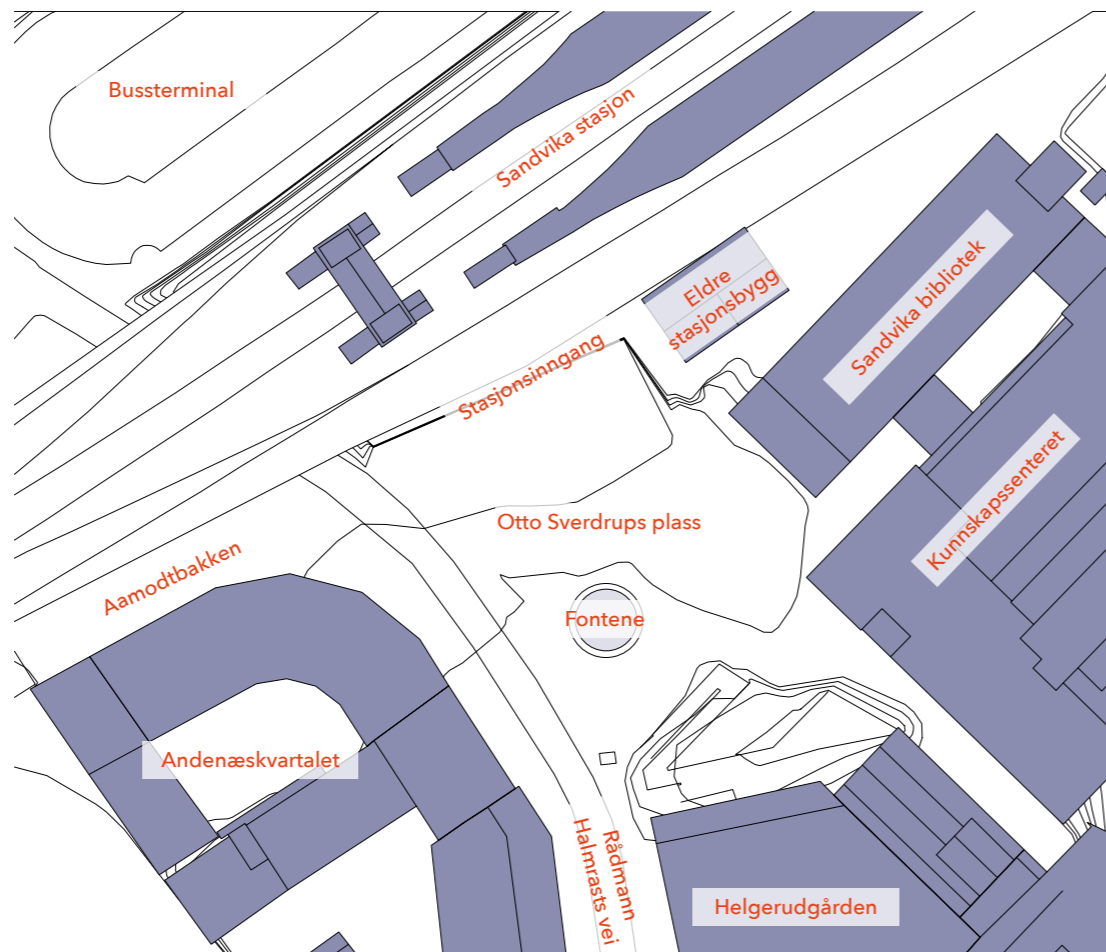 Bussterminal
Sandvika stasjon
Eldre
stasjonsbygg
Sandvika bibliotek
Stasjonsinngang
Kunnskapssenteret
Otto Sverdrups plass
Aamodtbakken
Fontene
Andenæskvartalet
Rådmann
Halmrasts vei
Helgerudgården